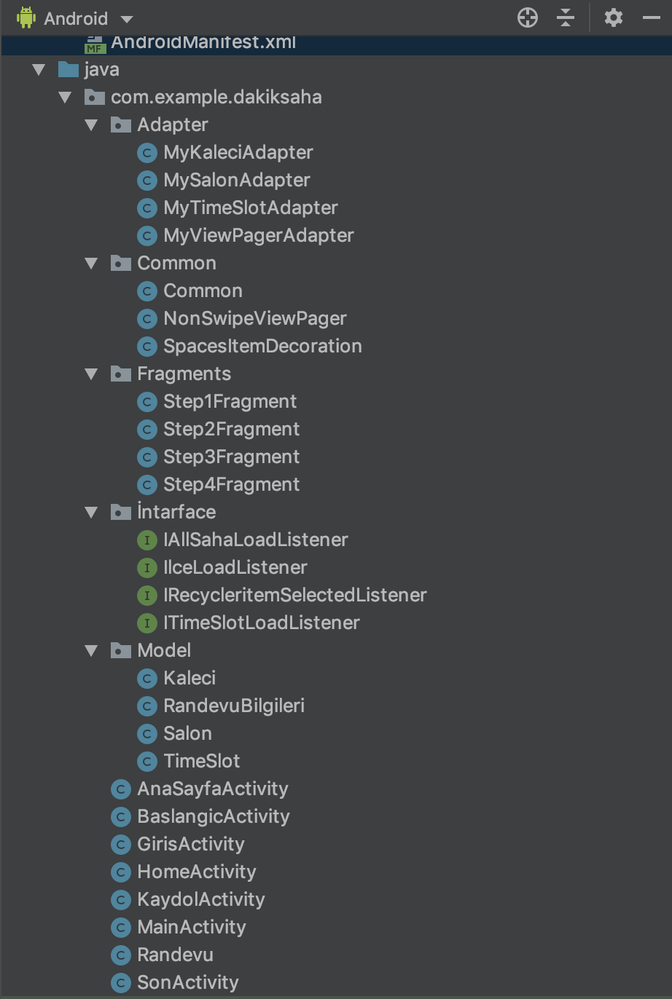 Android
MF AndroidManifest.xml
java
com.example.dakiksaha
Adapter
C MyKaleciAdapter
C MySalonAdapter
C MyTimeSlotAdapter
C MyViewPagerAdapter
Common
C Common
C NonSwipeViewPager
C SpacesItemDecoration
Fragments
C Step1Fragment
C Step2Fragment
C Step3Fragment
C Step4Fragment
İntarface
I IAllSahaLoadListener
I IlceLoadListener
I IRecycleritemSelectedListener
I ITimeSlotLoadListener
Model
C Kaleci
C RandevuBilgileri
C Salon
C TimeSlot
C AnaSayfaActivity
C BaslangicActivity
C GirisActivity
C HomeActivity
C KaydolActivity
C MainActivity
C Randevu
C SonActivity